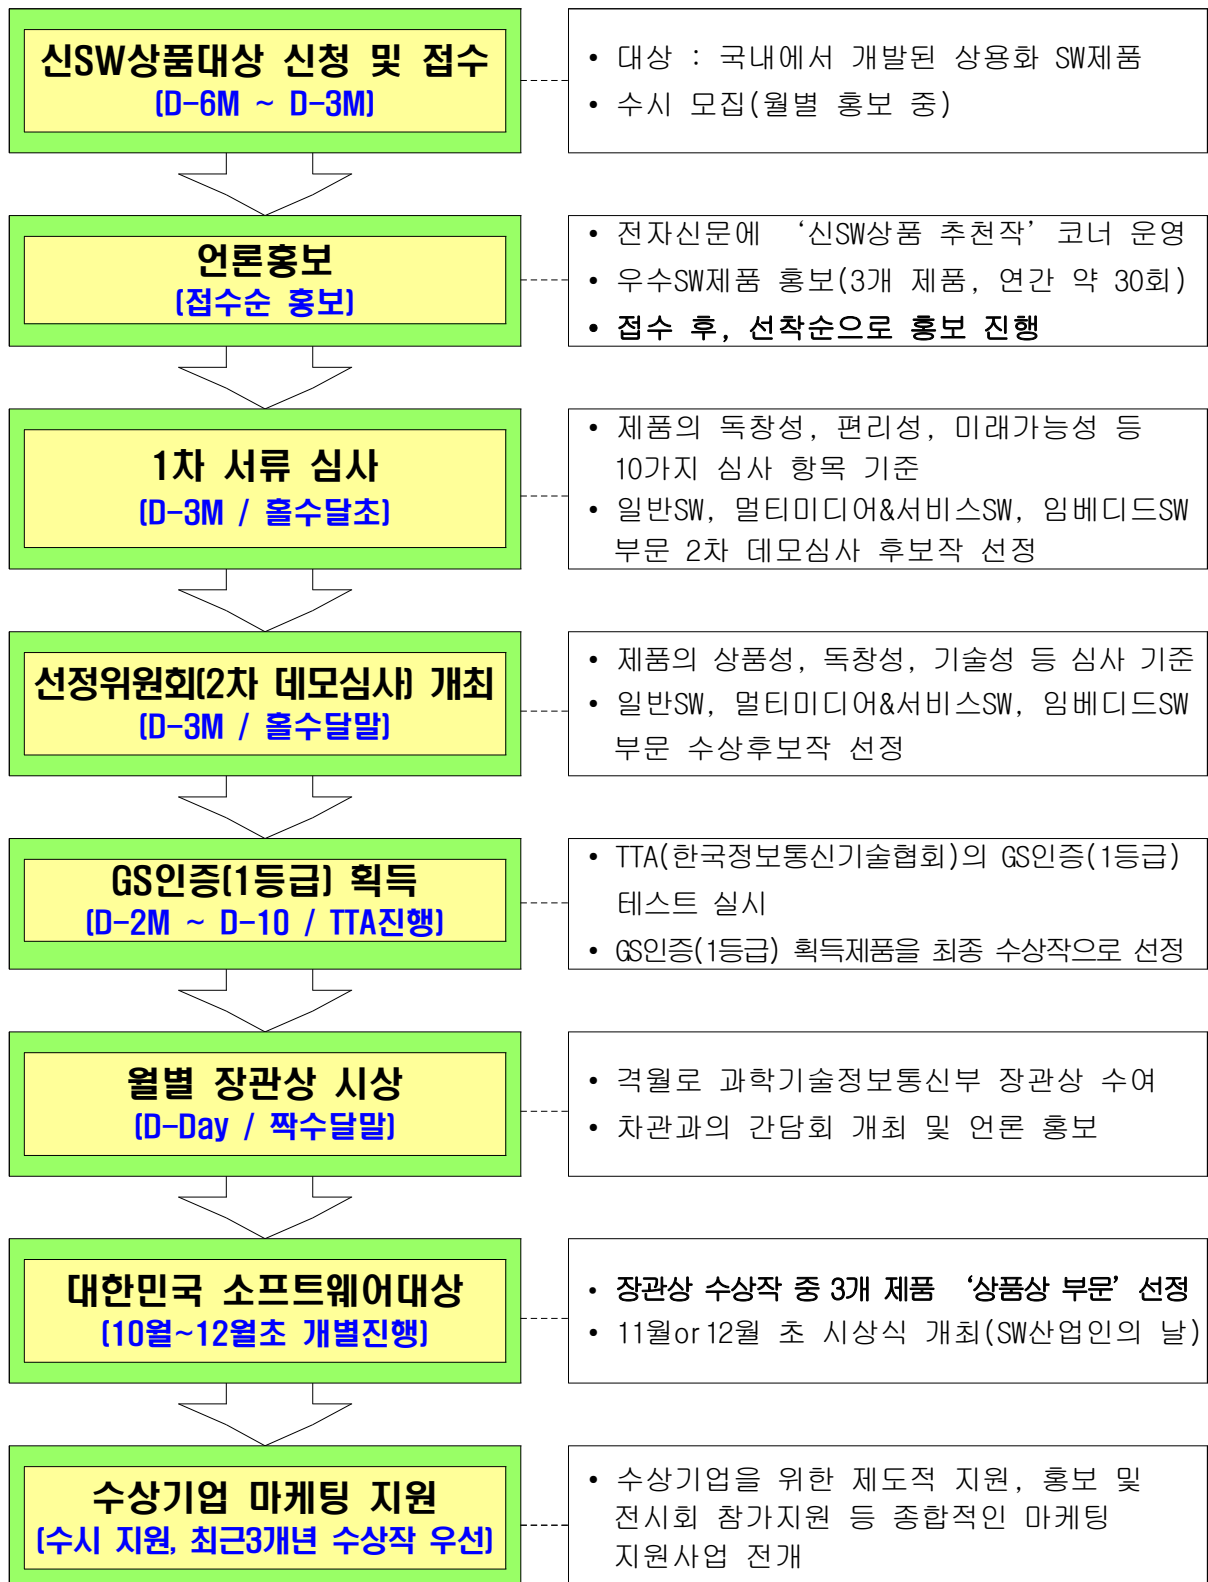 신SW상품대상 신청 및 접수
(D-6M ~ D-3M)
• 대상 : 국내에서 개발된 상용화 SW제품
• 수시 모집(월별 홍보 중)
언론홍보
(접수순 홍보)
• 전자신문에 ‘신SW상품 추천작’ 코너 운영
• 우수SW제품 홍보(3개 제품, 연간 약 30회)
• 접수 후, 선착순으로 홍보 진행
1차 서류 심사
(D-3M / 홀수달초)
• 제품의 독창성, 편리성, 미래가능성 등
10가지 심사 항목 기준
• 일반SW, 멀티미디어&서비스SW, 임베디드SW
부문 2차 데모심사 후보작 선정
선정위원회(2차 데모심사) 개최
(D-3M / 홀수달말)
• 제품의 상품성, 독창성, 기술성 등 심사 기준
• 일반SW, 멀티미디어&서비스SW, 임베디드SW
부문 수상후보작 선정
GS인증(1등급) 획득
(D-2M ~ D-10 / TTA진행)
• TTA(한국정보통신기술협회)의 GS인증(1등급)
테스트 실시
• GS인증(1등급) 획득제품을 최종 수상작으로 선정
월별 장관상 시상
(D-Day / 짝수달말)
• 격월로 과학기술정보통신부 장관상 수여
• 차관과의 간담회 개최 및 언론 홍보
대한민국 소프트웨어대상
(10월~12월초 개별진행)
• 장관상 수상작 중 3개 제품 ‘상품상 부문’ 선정
• 11월or12월 초 시상식 개최(SW산업인의 날)
수상기업 마케팅 지원
(수시 지원, 최근3개년 수상작 우선)
• 수상기업을 위한 제도적 지원, 홍보 및
전시회 참가지원 등 종합적인 마케팅
지원사업 전개